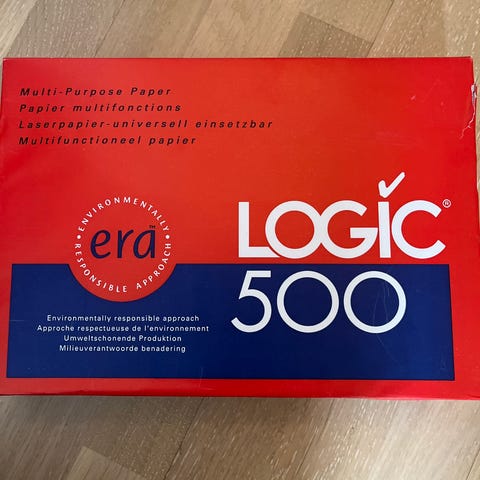 Multi-Purpose Paper
Papier multifonctions
Laserpapier-universell einsetzbar
Multifunctioneel papier
ENVIRONMENTALLY
era™
RESPONSIBLE APPROACH
LOGIC®
500
Environmentally responsible approach
Approche respectueuse de l'environnement
Umweltschonende Produktion
Milieuverantwoorde benadering